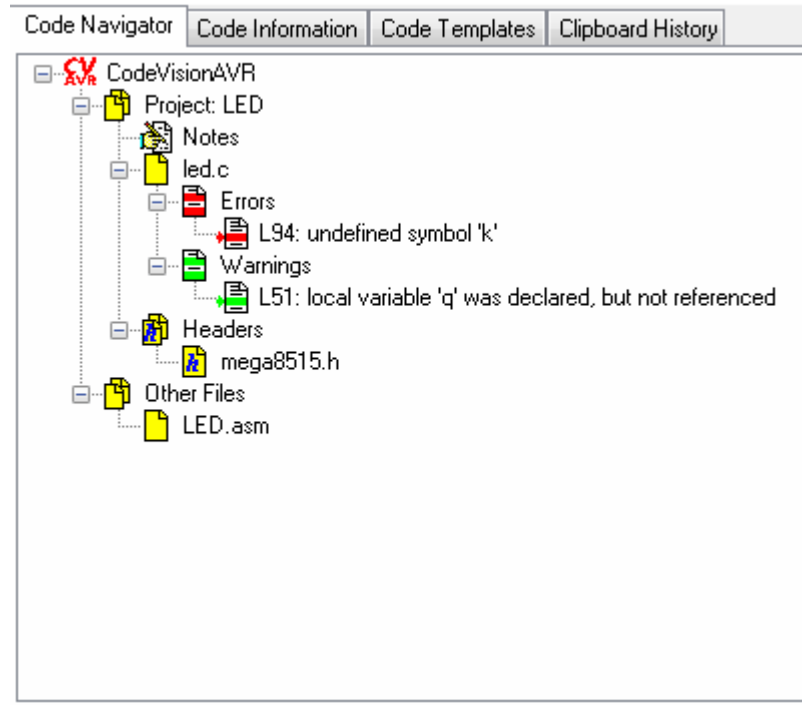 Code Navigator Code Information Code Templates Clipboard History
CV AVR CodeVisionAVR
Project: LED
Notes
led.c
Errors
L94: undefined symbol 'k'
Warnings
L51: local variable 'q' was declared, but not referenced
Headers
h mega8515.h
Other Files
LED.asm